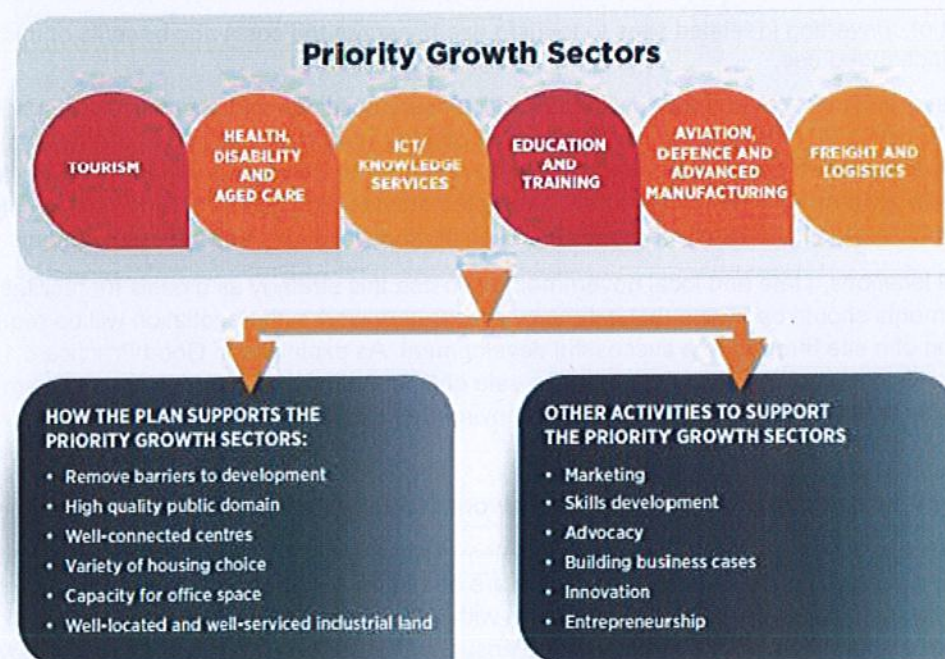 Priority Growth Sectors
TOURISM
HEALTH,
DISABILITY
AND
AGED CARE
ICT/
KNOWLEDGE
SERVICES
EDUCATION
AND
TRAINING
AVIATION,
DEFENCE AND
ADVANCED
MANUFACTURING
FREIGHT AND
LOGISTICS
HOW THE PLAN SUPPORTS THE
PRIORITY GROWTH SECTORS:
• Remove barriers to development
• High quality public domain
• Well-connected centres
• Variety of housing choice
• Capacity for office space
• Well-located and well-serviced industrial land
OTHER ACTIVITIES TO SUPPORT
THE PRIORITY GROWTH SECTORS
• Marketing
• Skills development
• Advocacy
• Building business cases
• Innovation
• Entrepreneurship